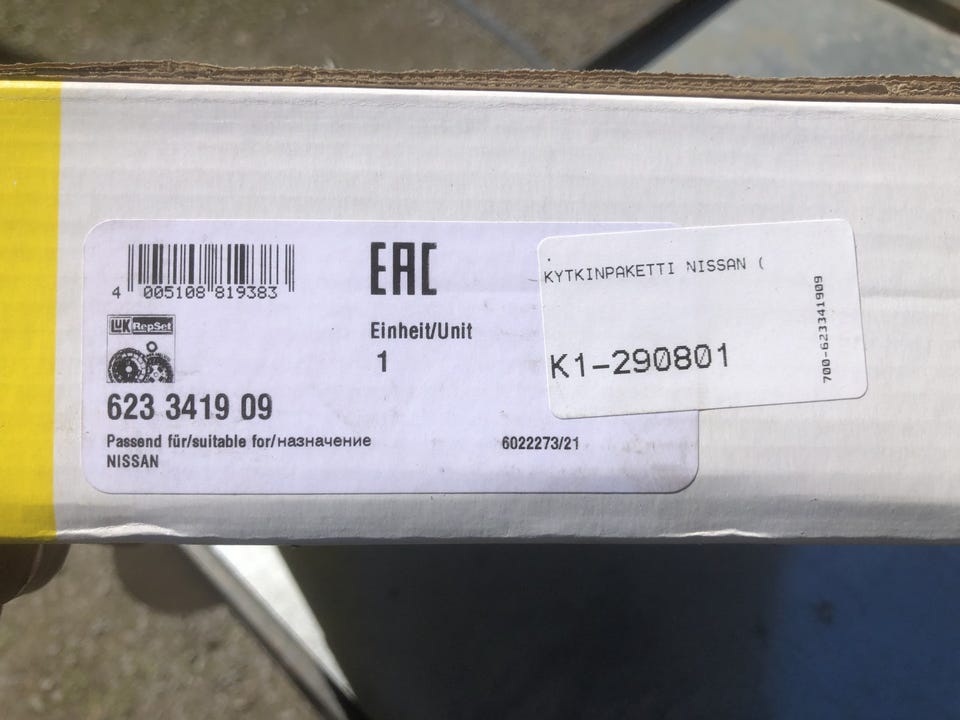 4 005108 819383
EAC
LuK RepSet
Einheit/Unit
1
623 3419 09
Passend für/suitable for/назначение
NISSAN
6022273/21
KYTKINPAKETTI NISSAN (
K1-290801
700-623341909